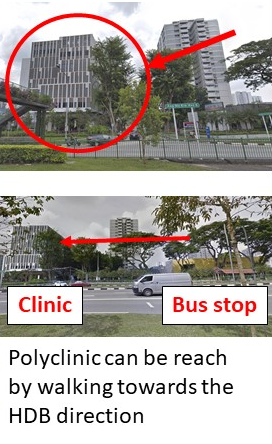 Clinic
Bus stop
Polyclinic can be reach
by walking towards the
HDB direction